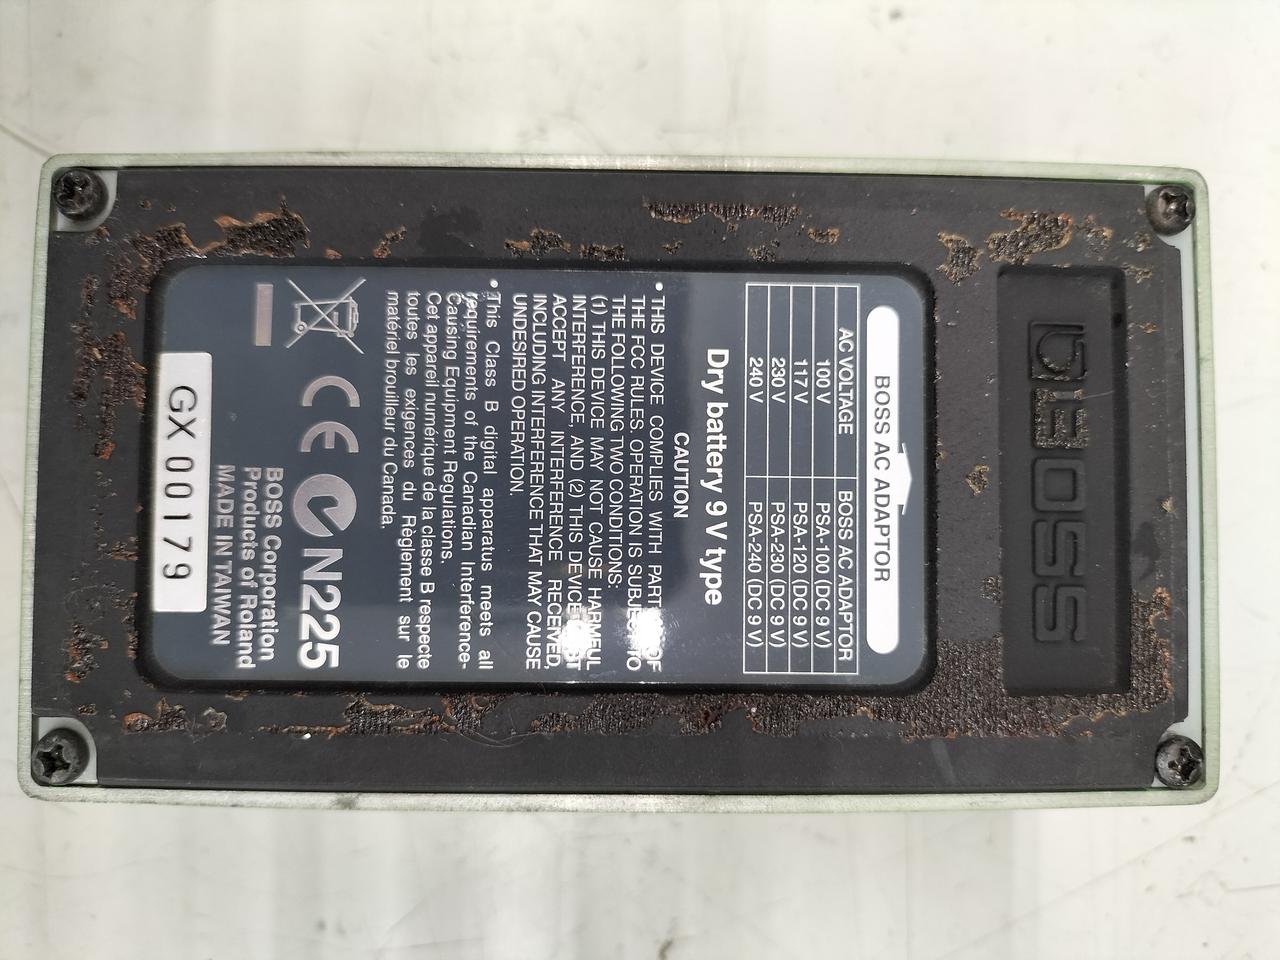 BOSS
BOSS AC ADAPTOR
AC VOLTAGE BOSS AC ADAPTOR
100 V PSA-100 (DC 9 V)
117 V PSA-120 (DC 9 V)
230 V PSA-230 (DC 9 V)
240 V PSA-240 (DC 9 V)
Dry battery 9 V type
CAUTION
• THIS DEVICE COMPLIES WITH PART OF
THE FCC RULES. OPERATION IS SUBJECT TO
THE FOLLOWING TWO CONDITIONS:
(1) THIS DEVICE MAY NOT CAUSE HARMFUL
INTERFERENCE, AND (2) THIS DEVICE MUST
ACCEPT ANY INTERFERENCE RECEIVED,
INCLUDING INTERFERENCE THAT MAY CAUSE
UNDESIRED OPERATION.
• This Class B digital apparatus meets all
requirements of the Canadian Interference-
Causing Equipment Regulations.
Cet appareil numérique de la classe B respecte
toutes les exigences du Règlement sur le
matériel brouilleur du Canada.
CE N225
BOSS Corporation
Products of Roland
MADE IN TAIWAN
GX 00179